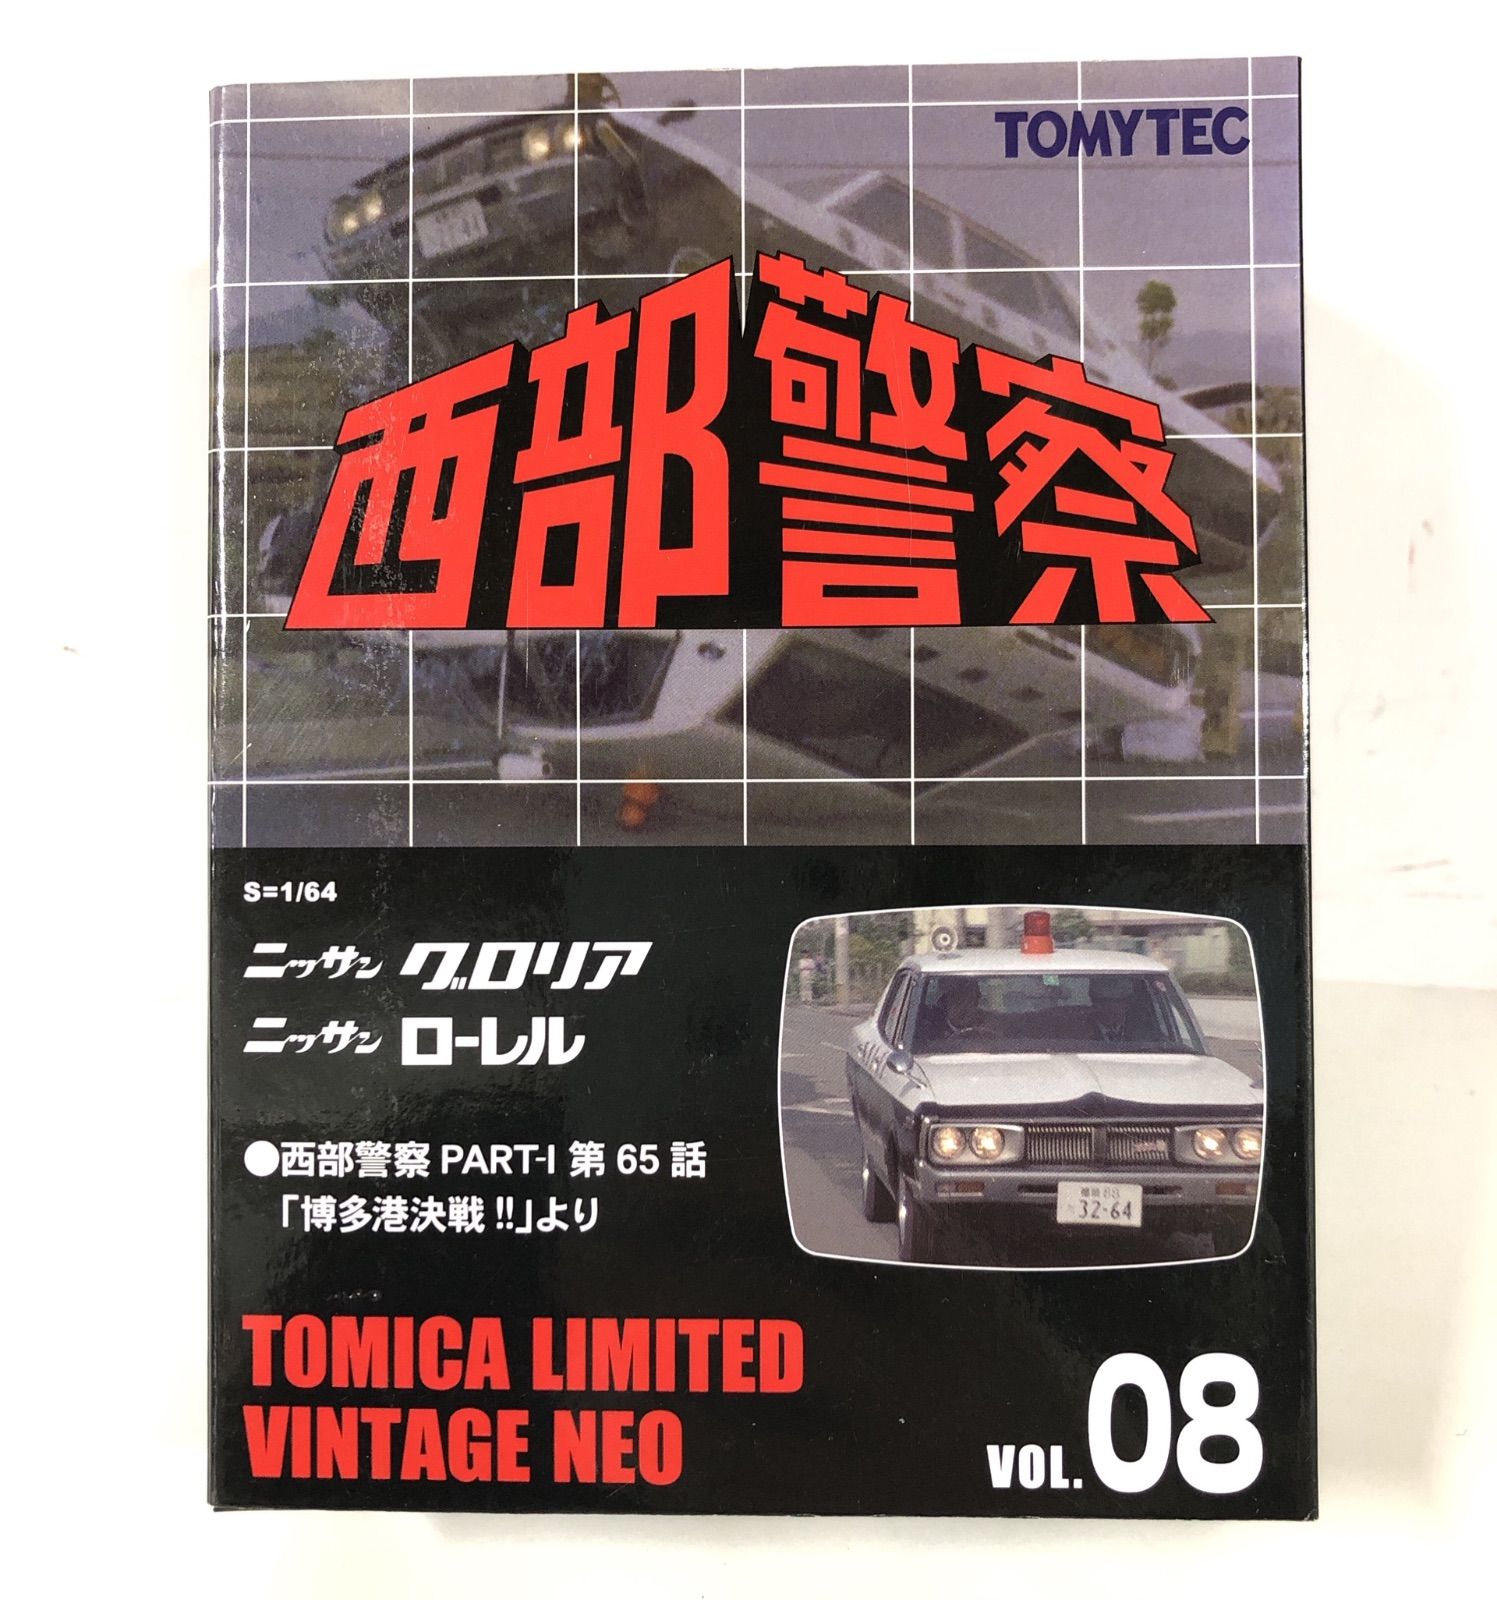 TOMYTEC
西部警察
S=1/64
ニッサン グロリア
ニッサン ローレル
●西部警察 PART-I 第65話
「博多港決戦!!」より
32-64
TOMICA LIMITED
VINTAGE NEO
VOL.08